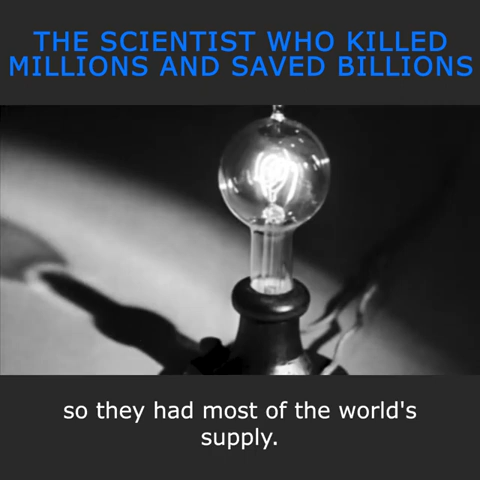 THE SCIENTIST WHO KILLED
MILLIONS AND SAVED BILLIONS
so they had most of the world's
supply.